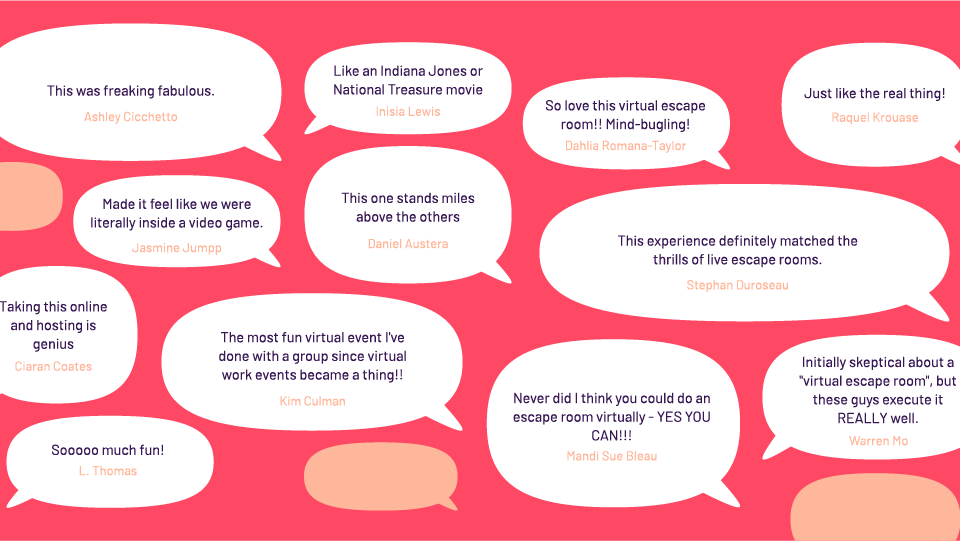 This was freaking fabulous.
Ashley Cicchetto
Like an Indiana Jones or
National Treasure movie
Inisia Lewis
So love this virtual escape
room!! Mind-bugling!
Dahlia Romana-Taylor
Just like the real thing!
Raquel Krouase
Made it feel like we were
literally inside a video game.
Jasmine Jumpp
This one stands miles
above the others
Daniel Austera
This experience definitely matched the
thrills of live escape rooms.
Stephan Duroseau
Taking this online
and hosting is
genius
Ciaran Coates
The most fun virtual event I've
done with a group since virtual
work events became a thing!!
Kim Culman
Never did I think you could do an
escape room virtually - YES YOU
CAN!!!
Mandi Sue Bleau
Initially skeptical about a
"virtual escape room", but
these guys execute it
REALLY well.
Warren Mo
Sooooo much fun!
L. Thomas